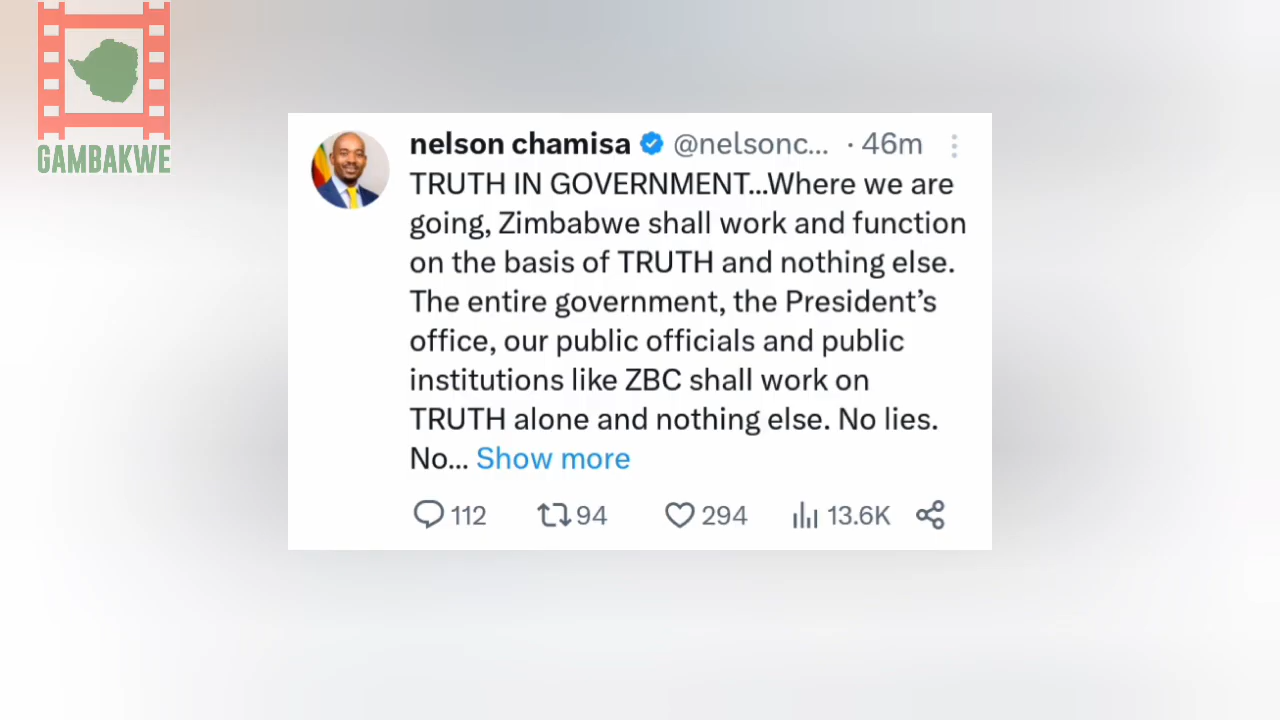 GAMBAKWE
nelson chamisa @nelsonc... · 46m
TRUTH IN GOVERNMENT...Where we are
going, Zimbabwe shall work and function
on the basis of TRUTH and nothing else.
The entire government, the President’s
office, our public officials and public
institutions like ZBC shall work on
TRUTH alone and nothing else. No lies.
No... Show more
112 94 294 13.6K